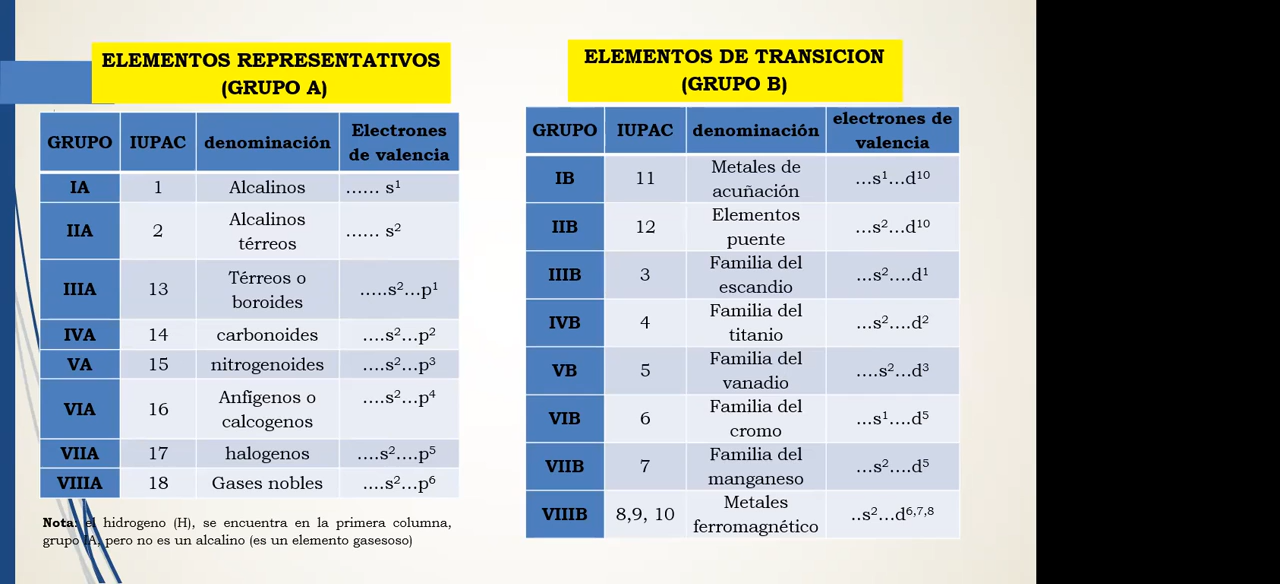 ELEMENTOS REPRESENTATIVOS
(GRUPO A)
GRUPO IUPAC denominación Electrones de valencia
IA 1 Alcalinos …… s¹
IIA 2 Alcalinos térreos …… s²
IIIA 13 Térreos o boroides …..s²…p¹
IVA 14 carbonoides ….s²…p²
VA 15 nitrogenoides ….s²…p³
VIA 16 Anfígenos o calcogenos ….s²…p⁴
VIIA 17 halogenos ….s²….p⁵
VIIIA 18 Gases nobles ….s²…p⁶
Nota: el hidrogeno (H), se encuentra en la primera columna,
grupo IA, pero no es un alcalino (es un elemento gasesoso)
ELEMENTOS DE TRANSICION
(GRUPO B)
GRUPO IUPAC denominación electrones de valencia
IB 11 Metales de acuñación …s¹…d¹⁰
IIB 12 Elementos puente …s²…d¹⁰
IIIB 3 Familia del escandio …s²….d¹
IVB 4 Familia del titanio …s²….d²
VB 5 Familia del vanadio ….s²…d³
VIB 6 Familia del cromo …s¹….d⁵
VIIB 7 Familia del manganeso …s²….d⁵
VIIIB 8,9, 10 Metales ferromagnético ..s²…d⁶,⁷,⁸